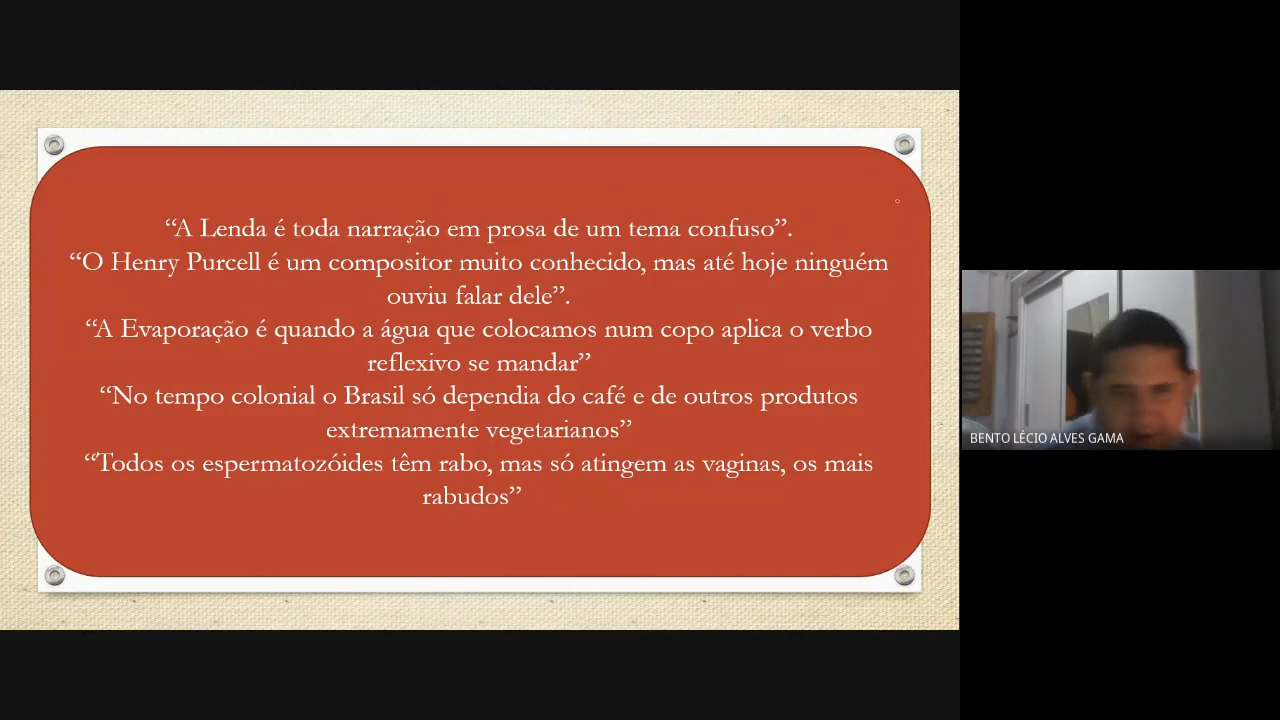 “A Lenda é toda narração em prosa de um tema confuso”.
“O Henry Purcell é um compositor muito conhecido, mas até hoje ninguém
ouviu falar dele”.
“A Evaporação é quando a água que colocamos num copo aplica o verbo
reflexivo se mandar”
“No tempo colonial o Brasil só dependia do café e de outros produtos
extremamente vegetarianos”
“Todos os espermatozóides têm rabo, mas só atingem as vaginas, os mais
rabudos”
BENTO LÉCIO ALVES GAMA